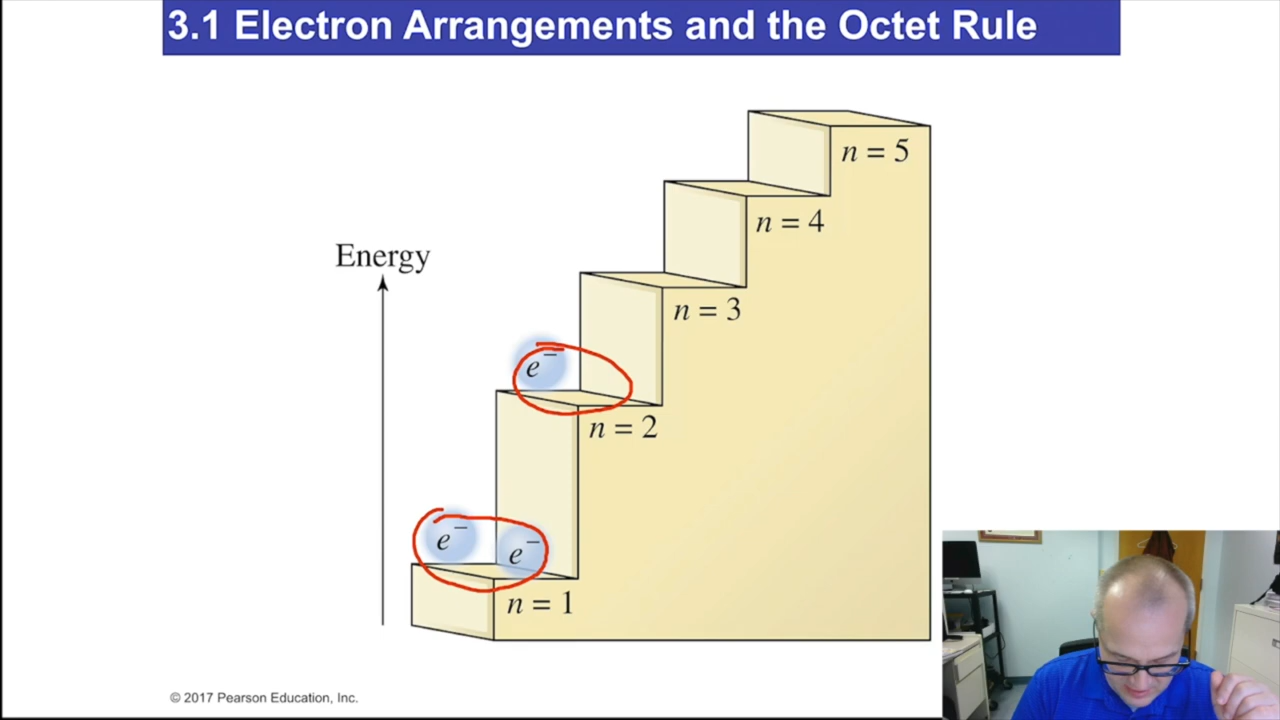 3.1 Electron Arrangements and the Octet Rule
n = 5
n = 4
Energy
n = 3
e⁻
n = 2
e⁻
e⁻
n = 1
© 2017 Pearson Education, Inc.